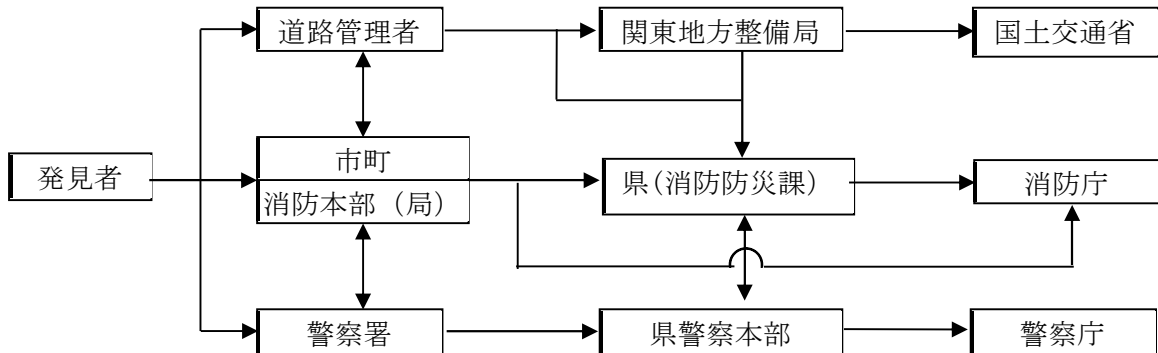 道路管理者
関東地方整備局
国土交通省
発見者
市町
消防本部（局）
県（消防防災課）
消防庁
警察署
県警察本部
警察庁